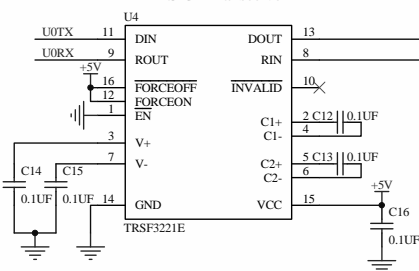 U4
U0TX 11 DIN DOUT 13
U0RX 9 ROUT RIN 8
+5V
16 FORCEOFF INVALID 10
12 FORCEON
1 EN
C1+ 2 C12 0.1UF
C1- 4
3 V+
7 V-
C2+ 5 C13 0.1UF
C2- 6
C14 C15
0.1UF 0.1UF
14 GND VCC 15
+5V
C16
0.1UF
TRSF3221E